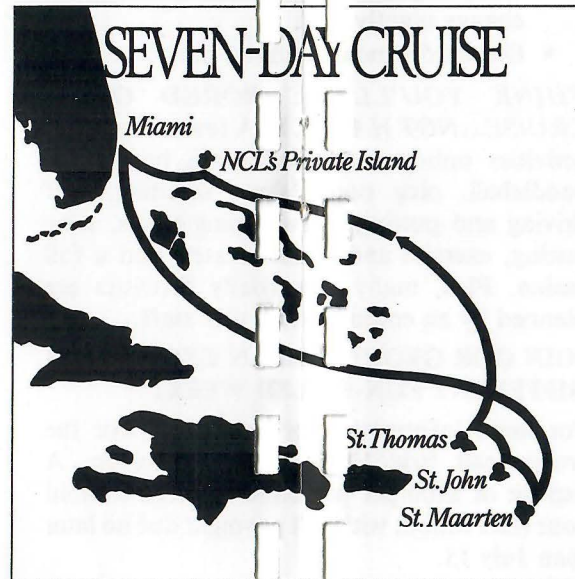 SEVEN-DAY CRUISE
Miami
NCL's Private Island
St. Thomas
St. John
St. Maarten